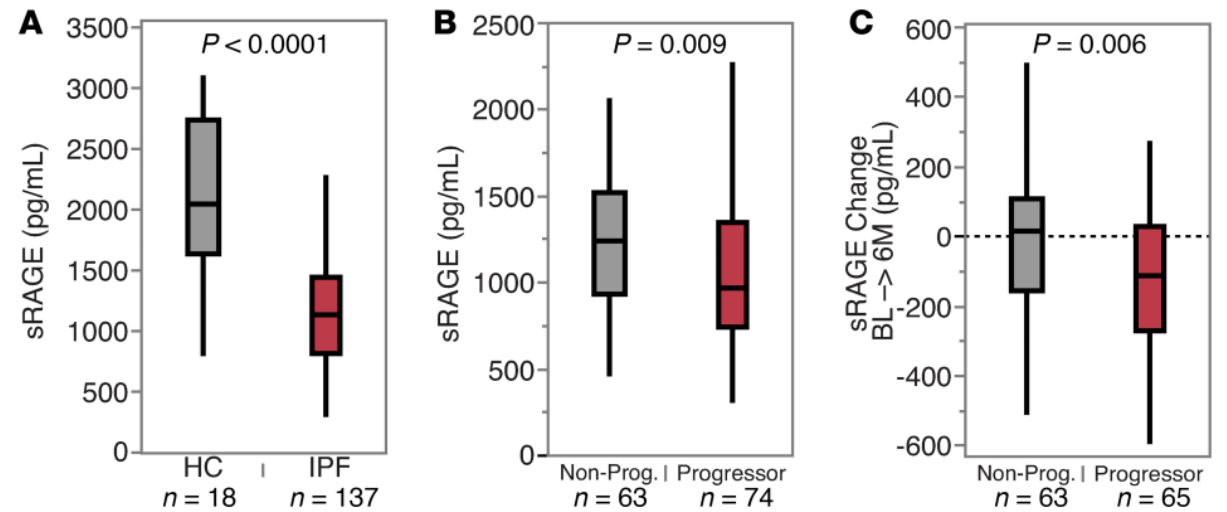 A
P < 0.0001
sRAGE (pg/mL)
3500
3000
2500
2000
1500
1000
500
0
HC | IPF
n = 18 n = 137
B
P = 0.009
sRAGE (pg/mL)
2500
2000
1500
1000
500
0
Non-Prog. | Progressor
n = 63 n = 74
C
P = 0.006
sRAGE Change
BL –> 6M (pg/mL)
600
400
200
0
-200
-400
-600
Non-Prog. | Progressor
n = 63 n = 65